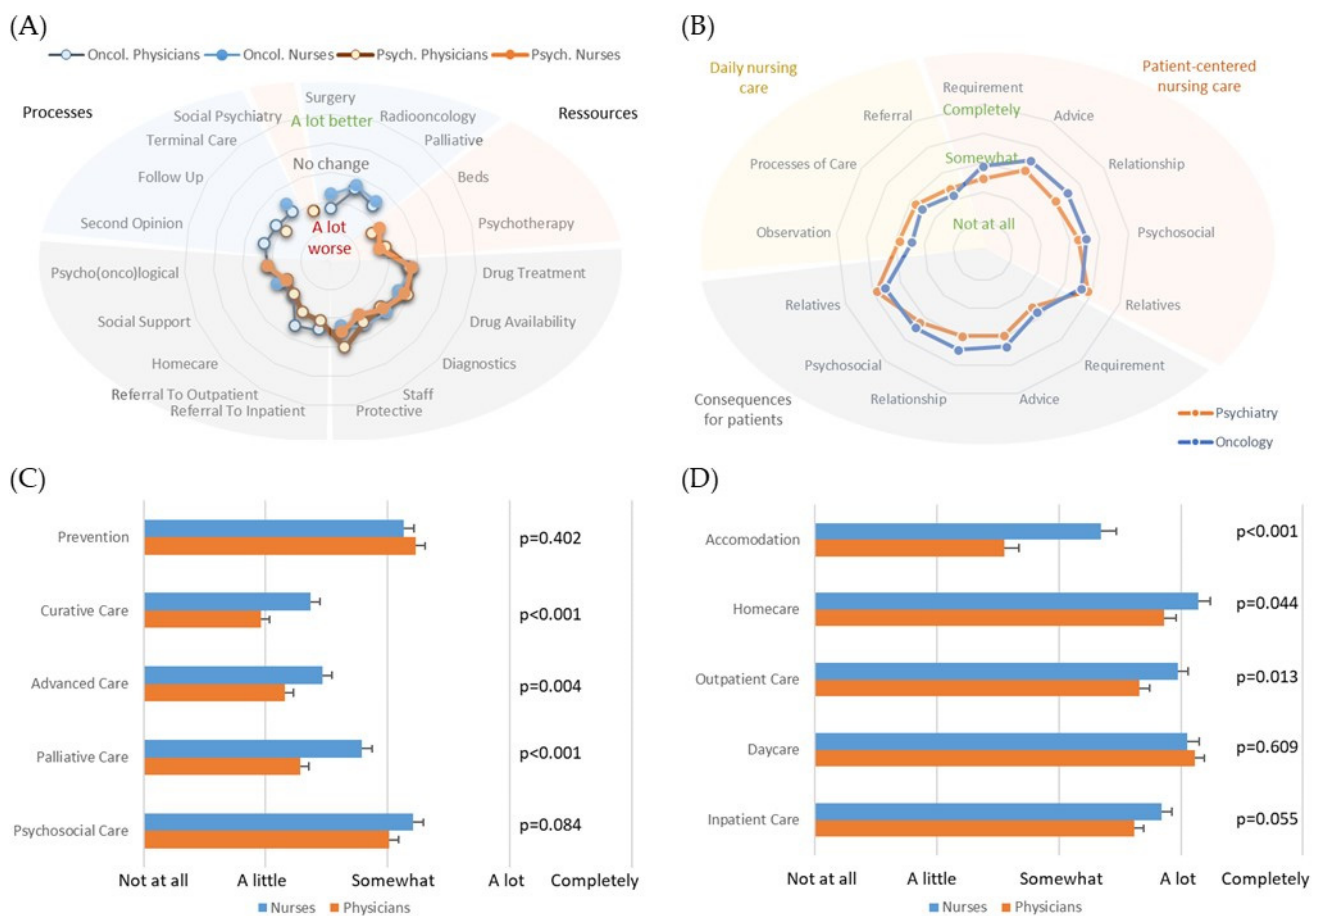 (A)
Oncol. Physicians
Oncol. Nurses
Psych. Physicians
Psych. Nurses
Processes
Ressources
Surgery
Social Psychiatry
A lot better
Radiooncology
Terminal Care
Palliative
No change
Follow Up
Beds
Second Opinion
A lot
worse
Psychotherapy
Psycho(onco)logical
Drug Treatment
Social Support
Drug Availability
Homecare
Diagnostics
Referral To Outpatient
Staff
Referral To Inpatient
Protective
(B)
Daily nursing
care
Patient-centered
nursing care
Requirement
Completely
Referral
Advice
Somewhat
Processes of Care
Relationship
Not at all
Observation
Psychosocial
Relatives
Relatives
Psychosocial
Requirement
Relationship
Advice
Consequences
for patients
Psychiatry
Oncology
(C)
Prevention
p=0.402
Curative Care
p<0.001
Advanced Care
p=0.004
Palliative Care
p<0.001
Psychosocial Care
p=0.084
Not at all
A little
Somewhat
A lot
Completely
Nurses
Physicians
(D)
Accomodation
p<0.001
Homecare
p=0.044
Outpatient Care
p=0.013
Daycare
p=0.609
Inpatient Care
p=0.055
Not at all
A little
Somewhat
A lot
Completely
Nurses
Physicians